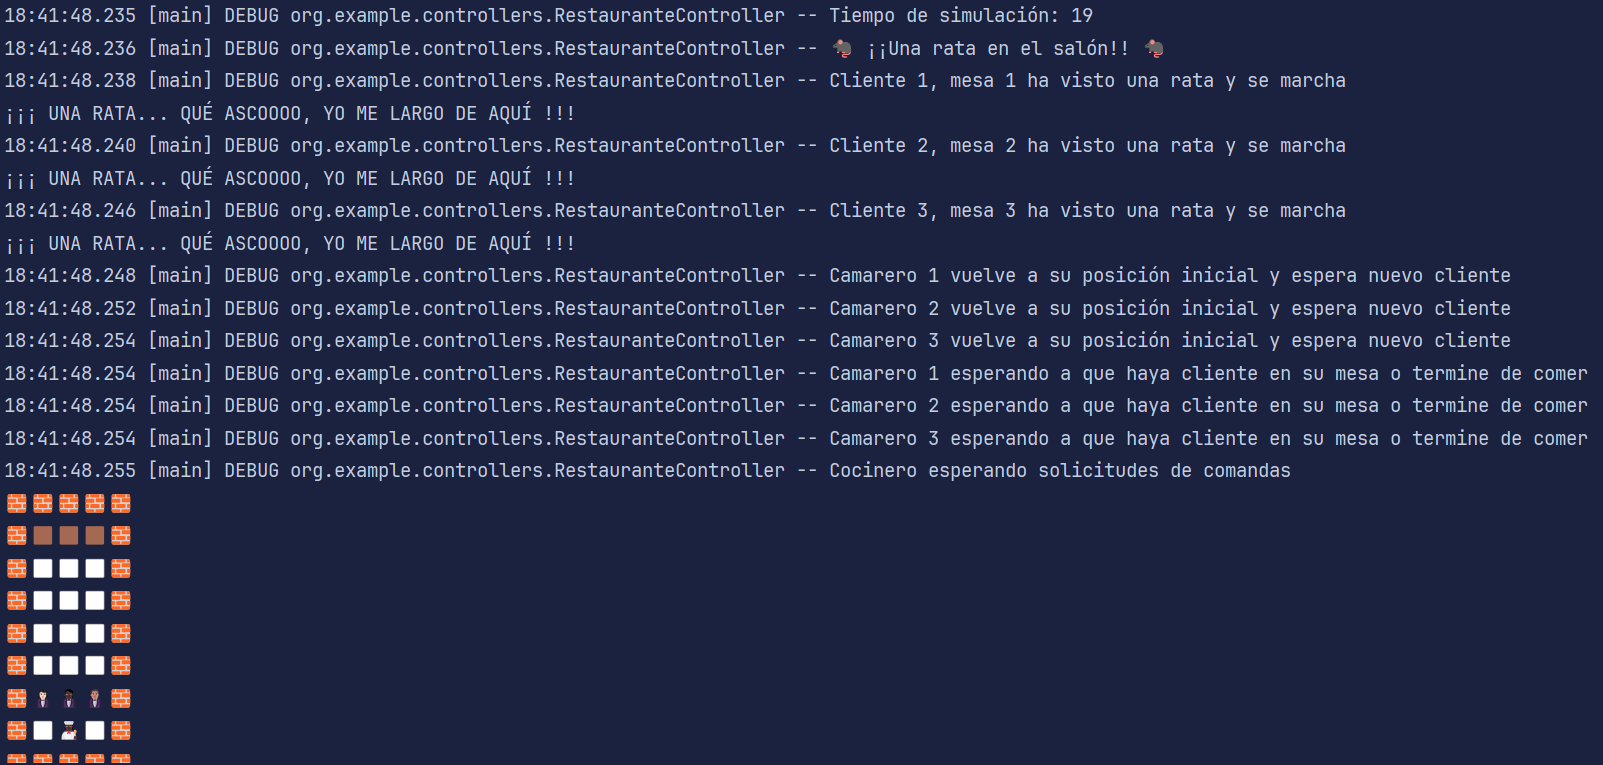 18:41:48.235 [main] DEBUG org.example.controllers.RestauranteController -- Tiempo de simulación: 19
18:41:48.236 [main] DEBUG org.example.controllers.RestauranteController -- 🐀 ¡¡Una rata en el salón!! 🐀
18:41:48.238 [main] DEBUG org.example.controllers.RestauranteController -- Cliente 1, mesa 1 ha visto una rata y se marcha
¡¡¡ UNA RATA... QUÉ ASCOOOO, YO ME LARGO DE AQUÍ !!!
18:41:48.240 [main] DEBUG org.example.controllers.RestauranteController -- Cliente 2, mesa 2 ha visto una rata y se marcha
¡¡¡ UNA RATA... QUÉ ASCOOOO, YO ME LARGO DE AQUÍ !!!
18:41:48.246 [main] DEBUG org.example.controllers.RestauranteController -- Cliente 3, mesa 3 ha visto una rata y se marcha
¡¡¡ UNA RATA... QUÉ ASCOOOO, YO ME LARGO DE AQUÍ !!!
18:41:48.248 [main] DEBUG org.example.controllers.RestauranteController -- Camarero 1 vuelve a su posición inicial y espera nuevo cliente
18:41:48.252 [main] DEBUG org.example.controllers.RestauranteController -- Camarero 2 vuelve a su posición inicial y espera nuevo cliente
18:41:48.254 [main] DEBUG org.example.controllers.RestauranteController -- Camarero 3 vuelve a su posición inicial y espera nuevo cliente
18:41:48.254 [main] DEBUG org.example.controllers.RestauranteController -- Camarero 1 esperando a que haya cliente en su mesa o termine de comer
18:41:48.254 [main] DEBUG org.example.controllers.RestauranteController -- Camarero 2 esperando a que haya cliente en su mesa o termine de comer
18:41:48.254 [main] DEBUG org.example.controllers.RestauranteController -- Camarero 3 esperando a que haya cliente en su mesa o termine de comer
18:41:48.255 [main] DEBUG org.example.controllers.RestauranteController -- Cocinero esperando solicitudes de comandas